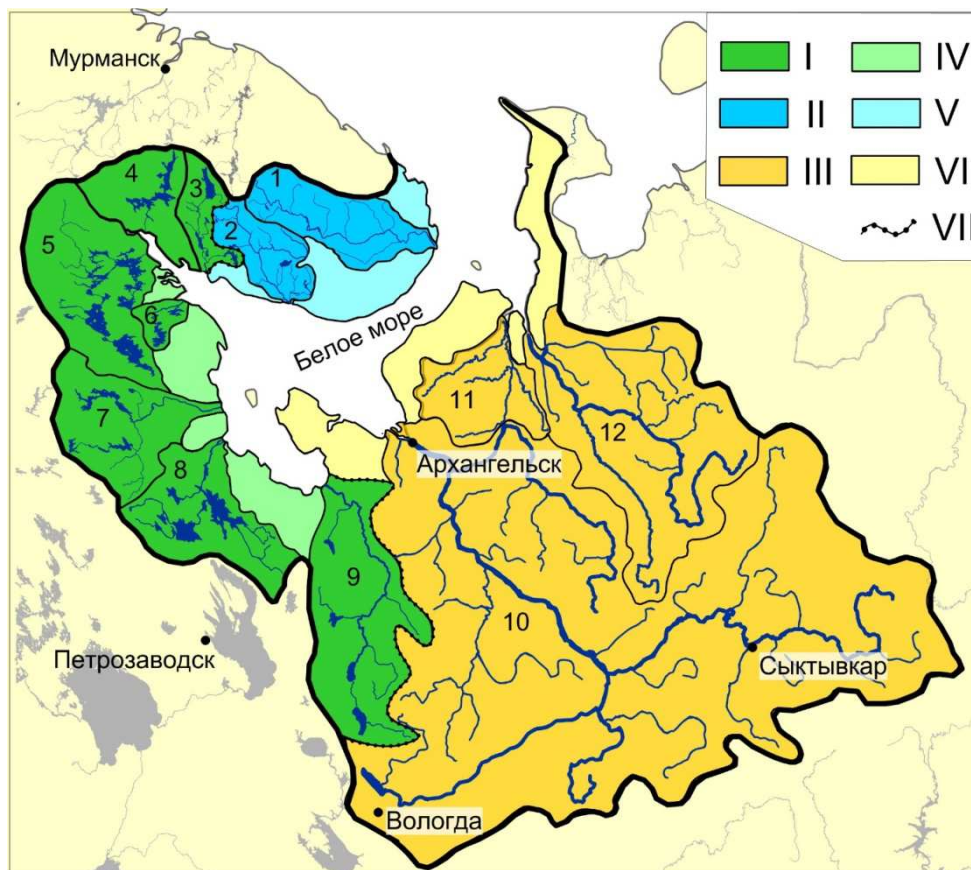 Мурманск
I
IV
II
V
III
VI
VII
1
2
3
4
5
6
7
8
9
10
11
12
Белое море
Архангельск
Петрозаводск
Сыктывкар
Вологда